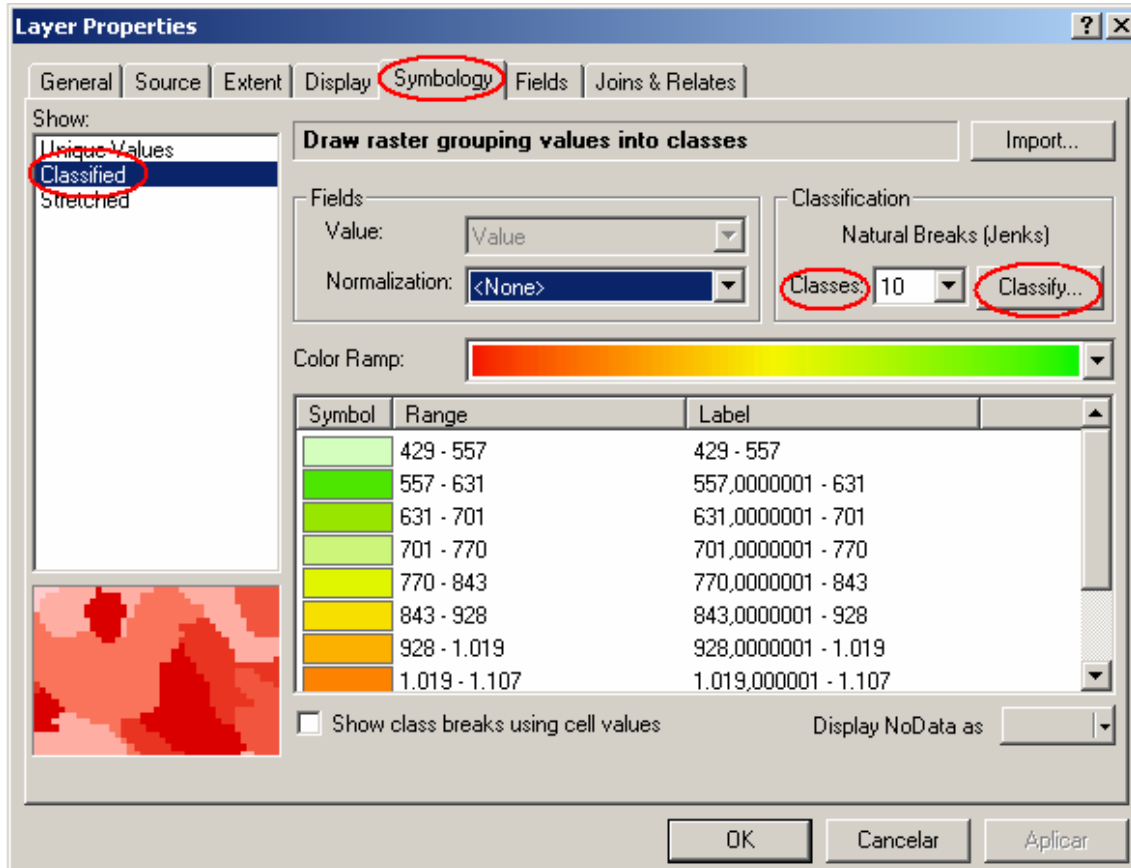 Layer Properties
General Source Extent Display Symbology Fields Joins & Relates
Show:
Unique Values
Classified
Stretched
Draw raster grouping values into classes
Import...
Fields
Value: Value
Normalization: <None>
Classification
Natural Breaks (Jenks)
Classes: 10 Classify...
Color Ramp:
Symbol Range Label
429 - 557 429 - 557
557 - 631 557,0000001 - 631
631 - 701 631,0000001 - 701
701 - 770 701,0000001 - 770
770 - 843 770,0000001 - 843
843 - 928 843,0000001 - 928
928 - 1.019 928,0000001 - 1.019
1.019 - 1.107 1.019,000001 - 1.107
Show class breaks using cell values
Display NoData as
OK Cancelar Aplicar